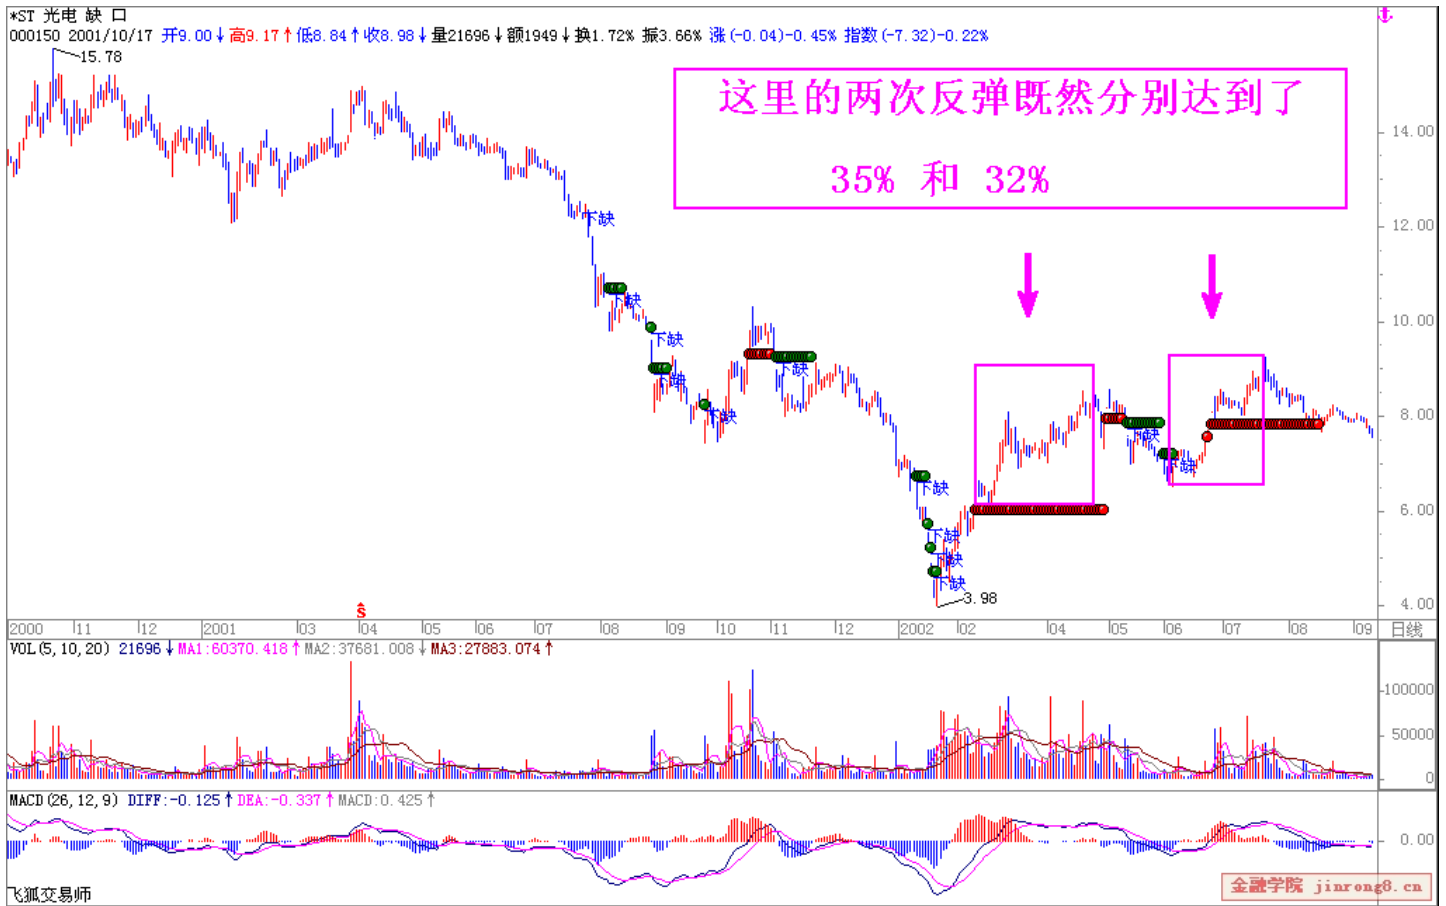 *ST 光电 缺 口
000150 2001/10/17 开9.00↓高9.17↑低8.84↑收8.98↓量21696↓额1949↓换1.72% 振3.66% 涨(-0.04)-0.45% 指数(-7.32)-0.22%
15.78
这里的两次反弹既然分别达到了
35% 和 32%
14.00
下缺
12.00
下缺
10.00
下缺
下缺
下缺
下缺
8.00
下缺
下缺
下缺
6.00
下缺
下缺
下缺
3.98
4.00
S
2000 11 12 2001 03 04 05 06 07 08 09 10 11 12 2002 02 04 05 06 07 08 09 日线
VOL(5,10,20) 21696↓MA1:60370.418↑MA2:37681.008↓MA3:27883.074↑
100000
50000
0
MACD(26,12,9) DIFF:-0.125↑DEA:-0.337↑MACD:0.425↑
0.00
飞狐交易师
金融学院 jinrong8.cn